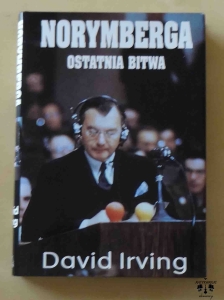 NORYMBERGA
OSTATNIA BITWA
David Irving